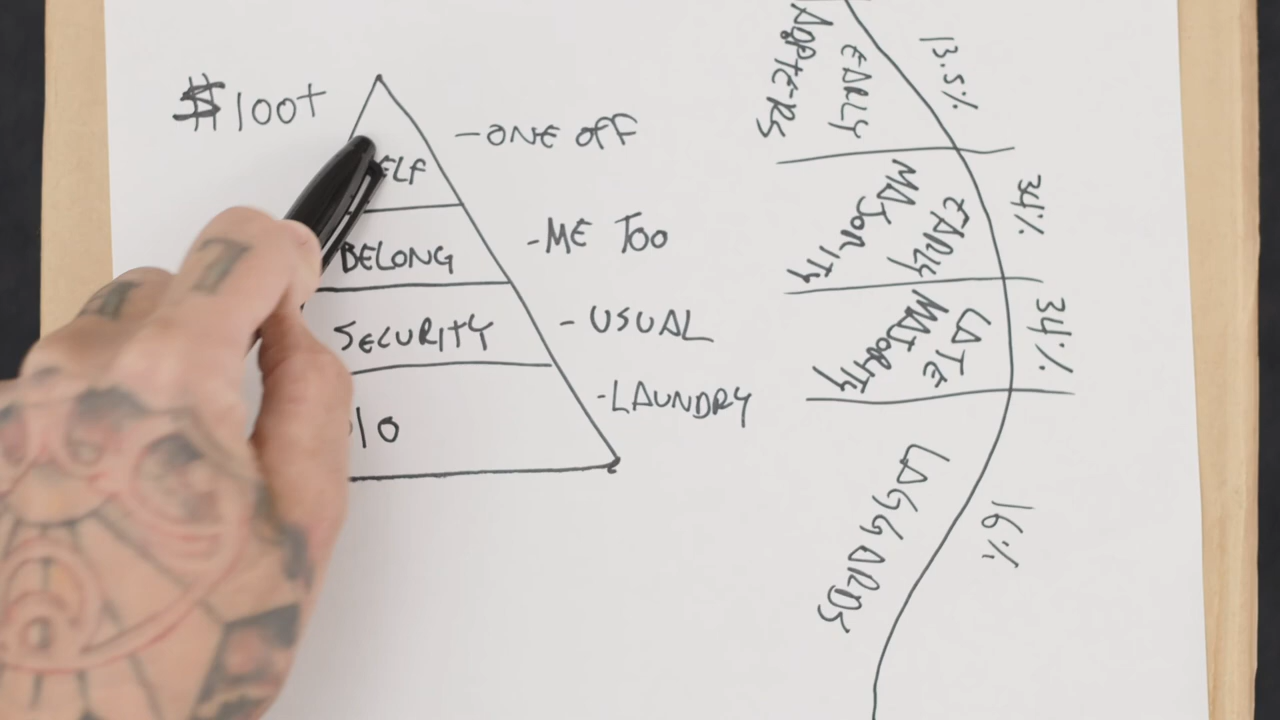 $100+
- ONE OFF
ELF
- ME TOO
BELONG
- USUAL
SECURITY
- LAUNDRY
EARLY
ADOPTERS
13.5%
EARLY
MAJORITY
34%
LATE
MAJORITY
34%
LAGGARDS
16%